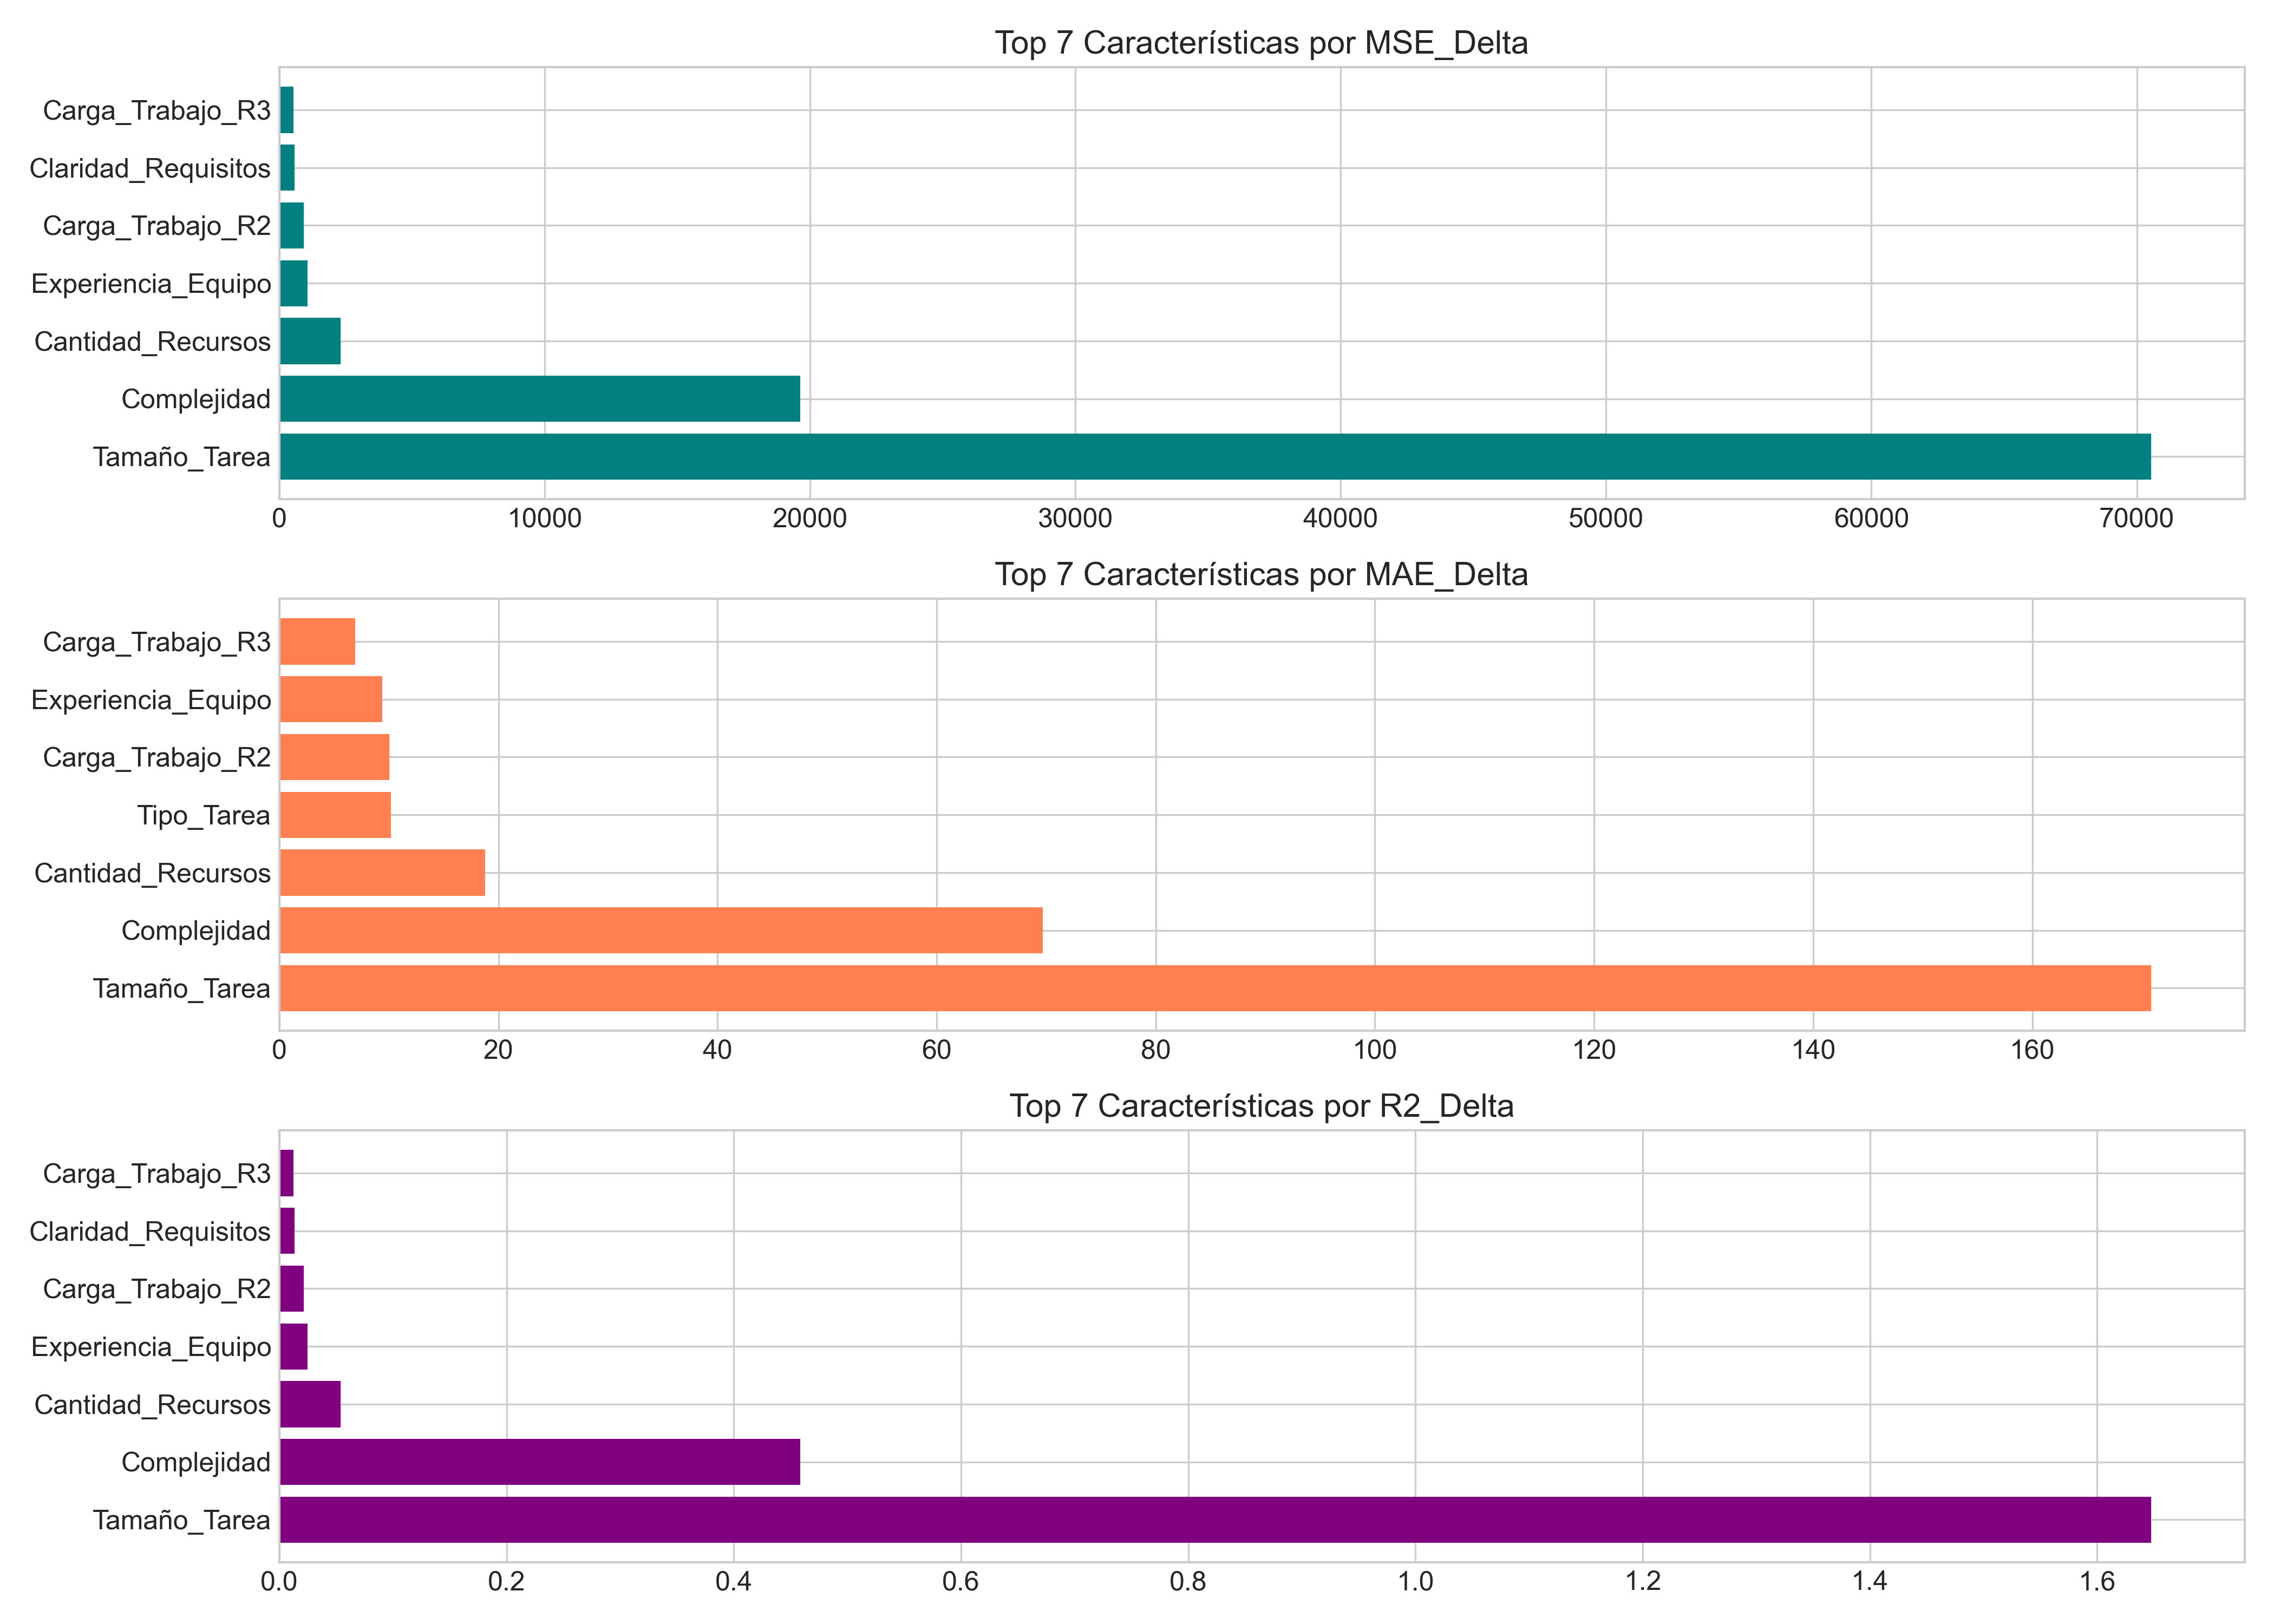 Top 7 Características por MSE_Delta
Carga_Trabajo_R3
Claridad_Requisitos
Carga_Trabajo_R2
Experiencia_Equipo
Cantidad_Recursos
Complejidad
Tamaño_Tarea
0 10000 20000 30000 40000 50000 60000 70000
Top 7 Características por MAE_Delta
Carga_Trabajo_R3
Experiencia_Equipo
Carga_Trabajo_R2
Tipo_Tarea
Cantidad_Recursos
Complejidad
Tamaño_Tarea
0 20 40 60 80 100 120 140 160
Top 7 Características por R2_Delta
Carga_Trabajo_R3
Claridad_Requisitos
Carga_Trabajo_R2
Experiencia_Equipo
Cantidad_Recursos
Complejidad
Tamaño_Tarea
0.0 0.2 0.4 0.6 0.8 1.0 1.2 1.4 1.6